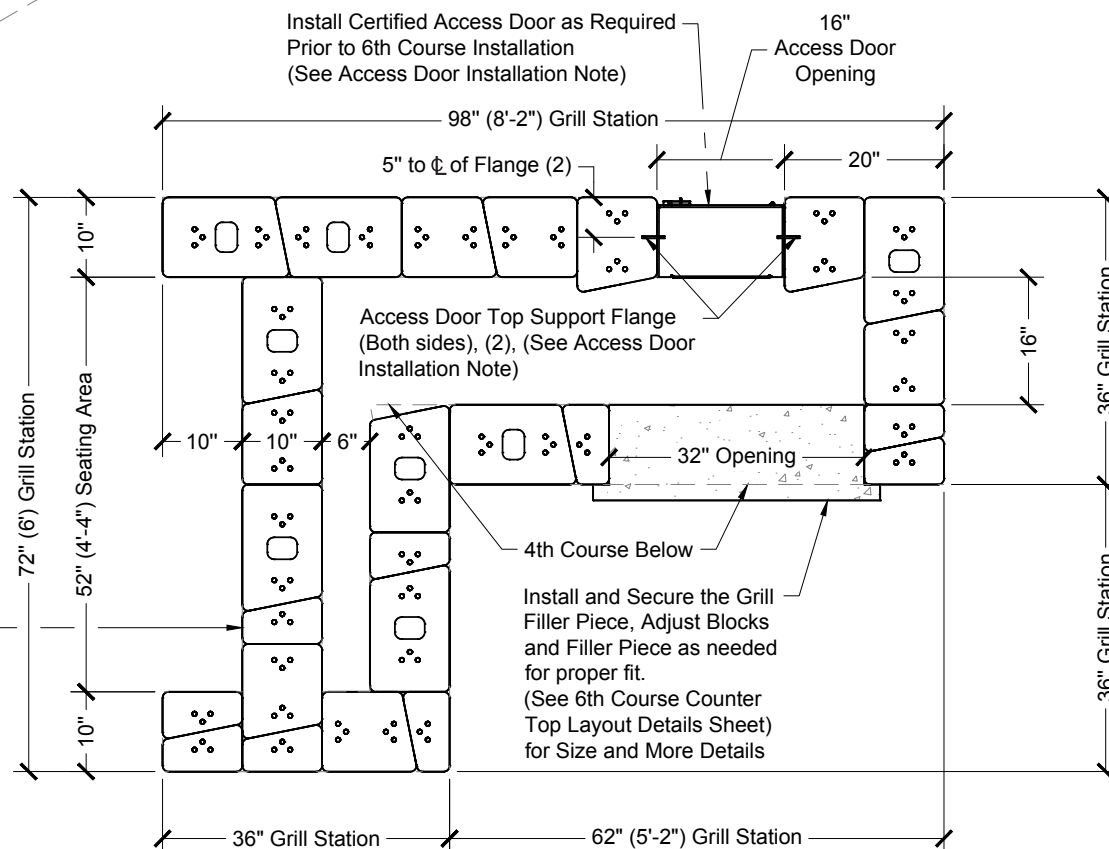 Install Certified Access Door as Required
Prior to 6th Course Installation
(See Access Door Installation Note)
16"
Access Door
Opening
98" (8'-2") Grill Station
5" to ℄ of Flange (2)
20"
10"
Access Door Top Support Flange
(Both sides), (2), (See Access Door
Installation Note)
16"
36" Grill Station
72" (6') Grill Station
52" (4'-4") Seating Area
10"
10"
6"
32" Opening
4th Course Below
Install and Secure the Grill
Filler Piece, Adjust Blocks
and Filler Piece as needed
for proper fit.
(See 6th Course Counter
Top Layout Details Sheet)
for Size and More Details
36" Grill Station
10"
36" Grill Station
62" (5'-2") Grill Station